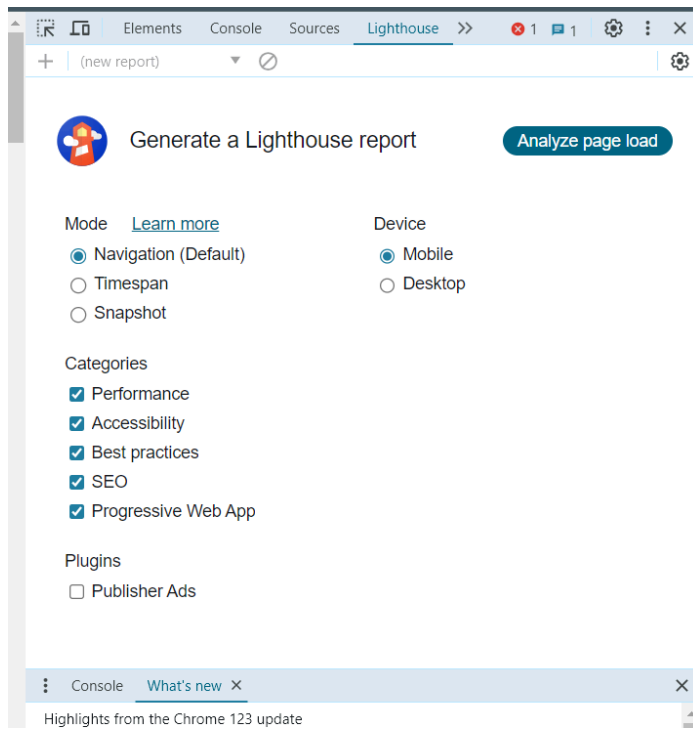 Elements Console Sources Lighthouse 1 1
(new report)
Generate a Lighthouse report Analyze page load
Mode Learn more Device
Navigation (Default) Mobile
Timespan Desktop
Snapshot
Categories
Performance
Accessibility
Best practices
SEO
Progressive Web App
Plugins
Publisher Ads
Console What's new
Highlights from the Chrome 123 update